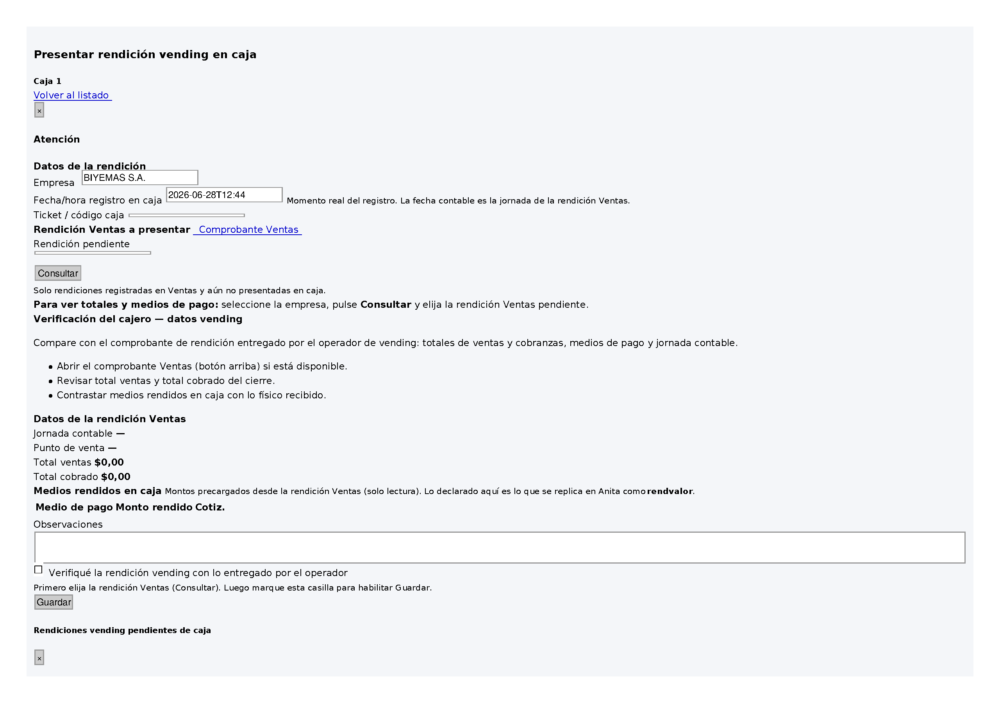 Presentar rendición vending en caja
Caja 1
Volver al listado
×
Atención
Datos de la rendición
Empresa BIYEMAS S.A.
Fecha/hora registro en caja 2026-06-28T12:44 Momento real del registro. La fecha contable es la jornada de la rendición Ventas.
Ticket / código caja
Rendición Ventas a presentar Comprobante Ventas
Rendición pendiente
Consultar
Solo rendiciones registradas en Ventas y aún no presentadas en caja.
Para ver totales y medios de pago: seleccione la empresa, pulse Consultar y elija la rendición Ventas pendiente.
Verificación del cajero — datos vending
Compare con el comprobante de rendición entregado por el operador de vending: totales de ventas y cobranzas, medios de pago y jornada contable.
• Abrir el comprobante Ventas (botón arriba) si está disponible.
• Revisar total ventas y total cobrado del cierre.
• Contrastar medios rendidos en caja con lo físico recibido.
Datos de la rendición Ventas
Jornada contable —
Punto de venta —
Total ventas $0,00
Total cobrado $0,00
Medios rendidos en caja Montos precargados desde la rendición Ventas (solo lectura). Lo declarado aquí es lo que se replica en Anita como rendvalor.
Medio de pago Monto rendido Cotiz.
Observaciones
Verifiqué la rendición vending con lo entregado por el operador
Primero elija la rendición Ventas (Consultar). Luego marque esta casilla para habilitar Guardar.
Guardar
Rendiciones vending pendientes de caja
×